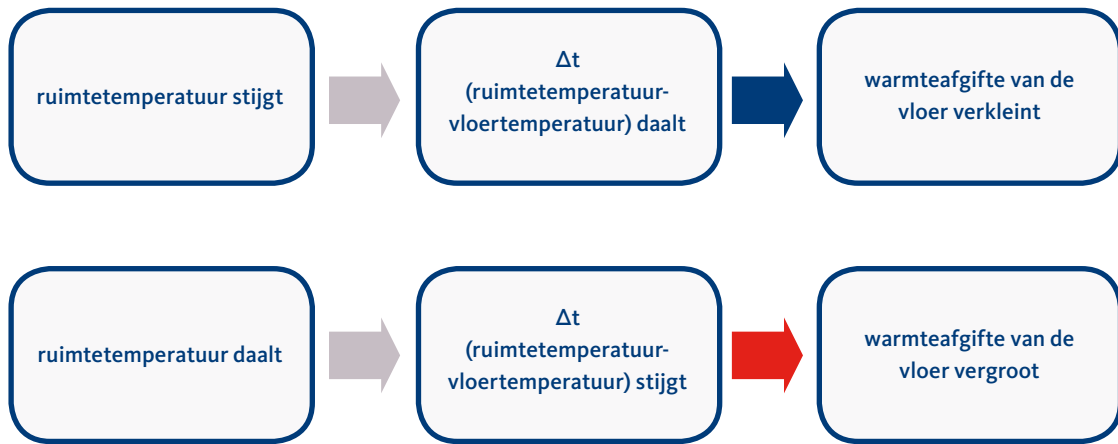 ruimtetemperatuur stijgt
Δt
(ruimtetemperatuur-
vloertemperatuur) daalt
warmteafgifte van de
vloer verkleint
ruimtetemperatuur daalt
Δt
(ruimtetemperatuur-
vloertemperatuur) stijgt
warmteafgifte van de
vloer vergroot